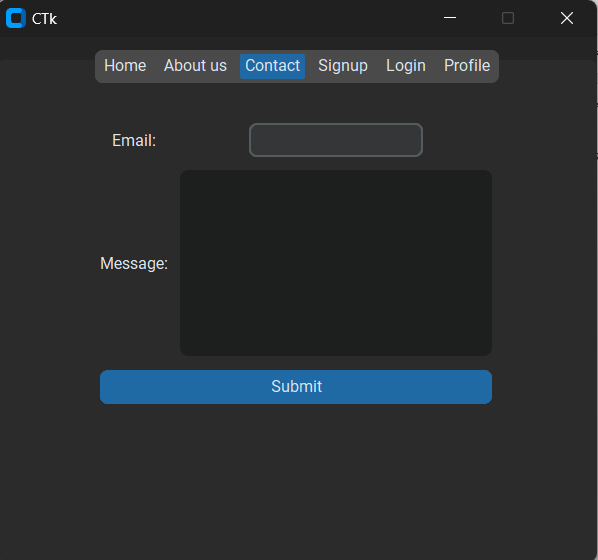 CTk
Home About us Contact Signup Login Profile
Email:
Message:
Submit